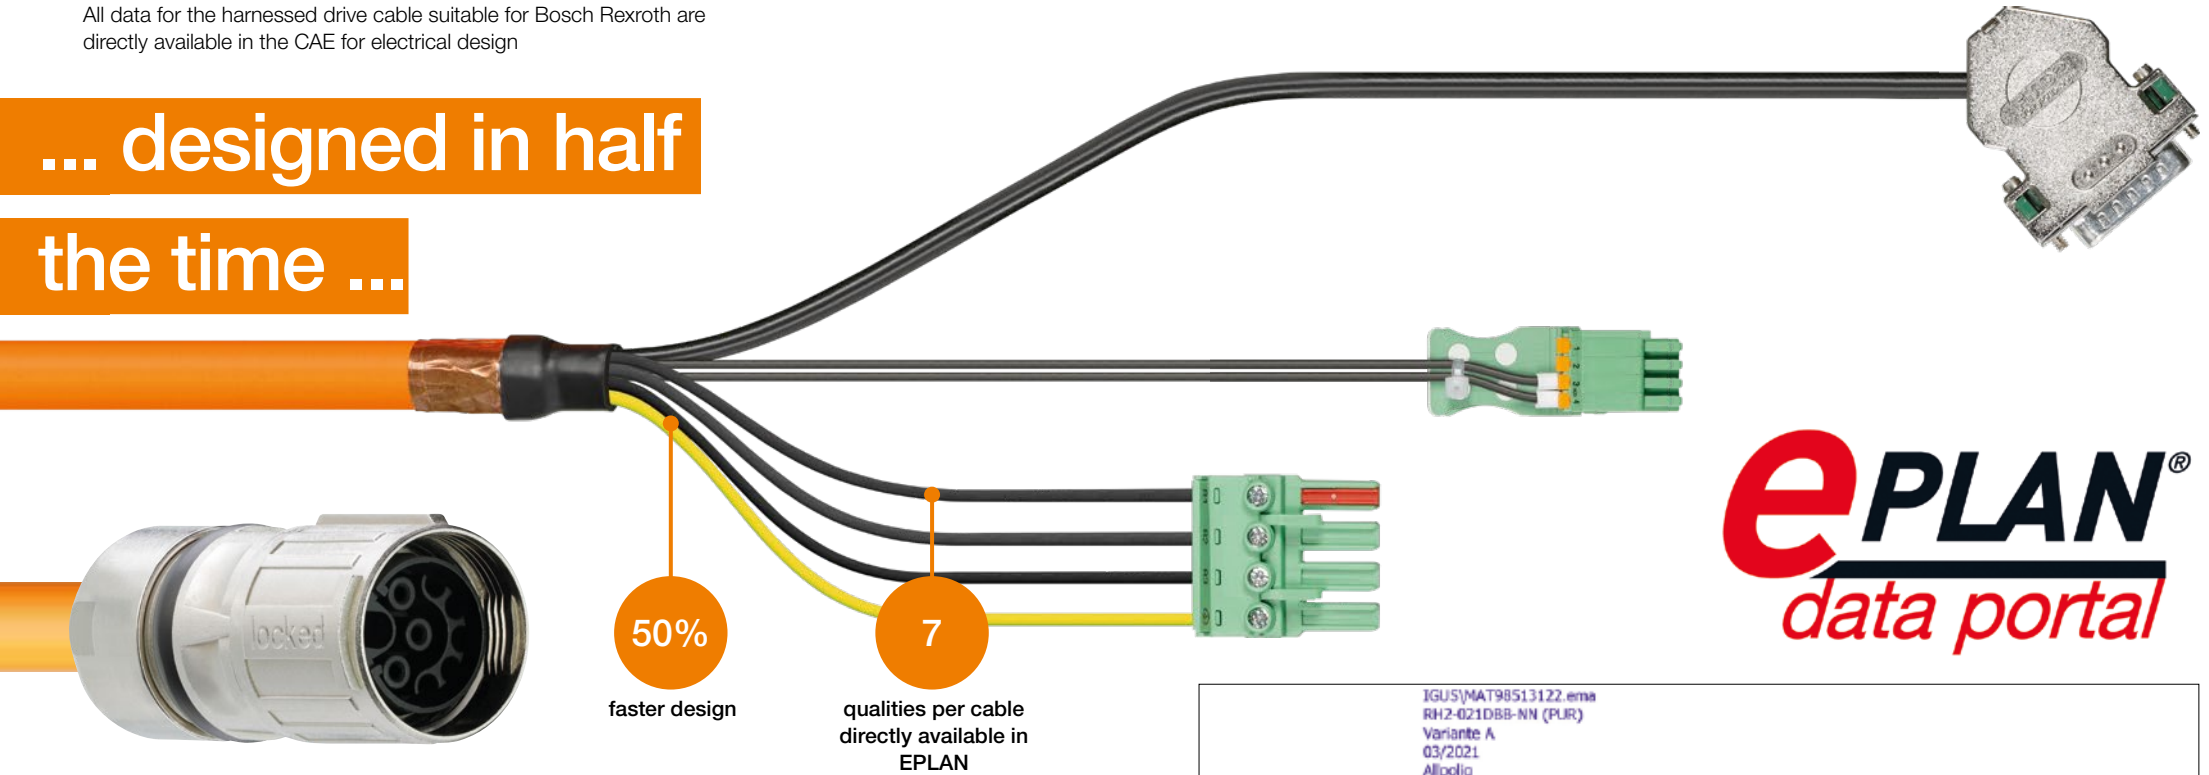 All data for the harnessed drive cable suitable for Bosch Rexroth are
directly available in the CAE for electrical design
... designed in half
the time ...
locked
50%
faster design
7
qualities per cable
directly available in
EPLAN
ePLAN®
data portal
IGUS\MAT98513122.ema
RH2-021DBB-NN (PUR)
Variante A
03/2021
Allpolig